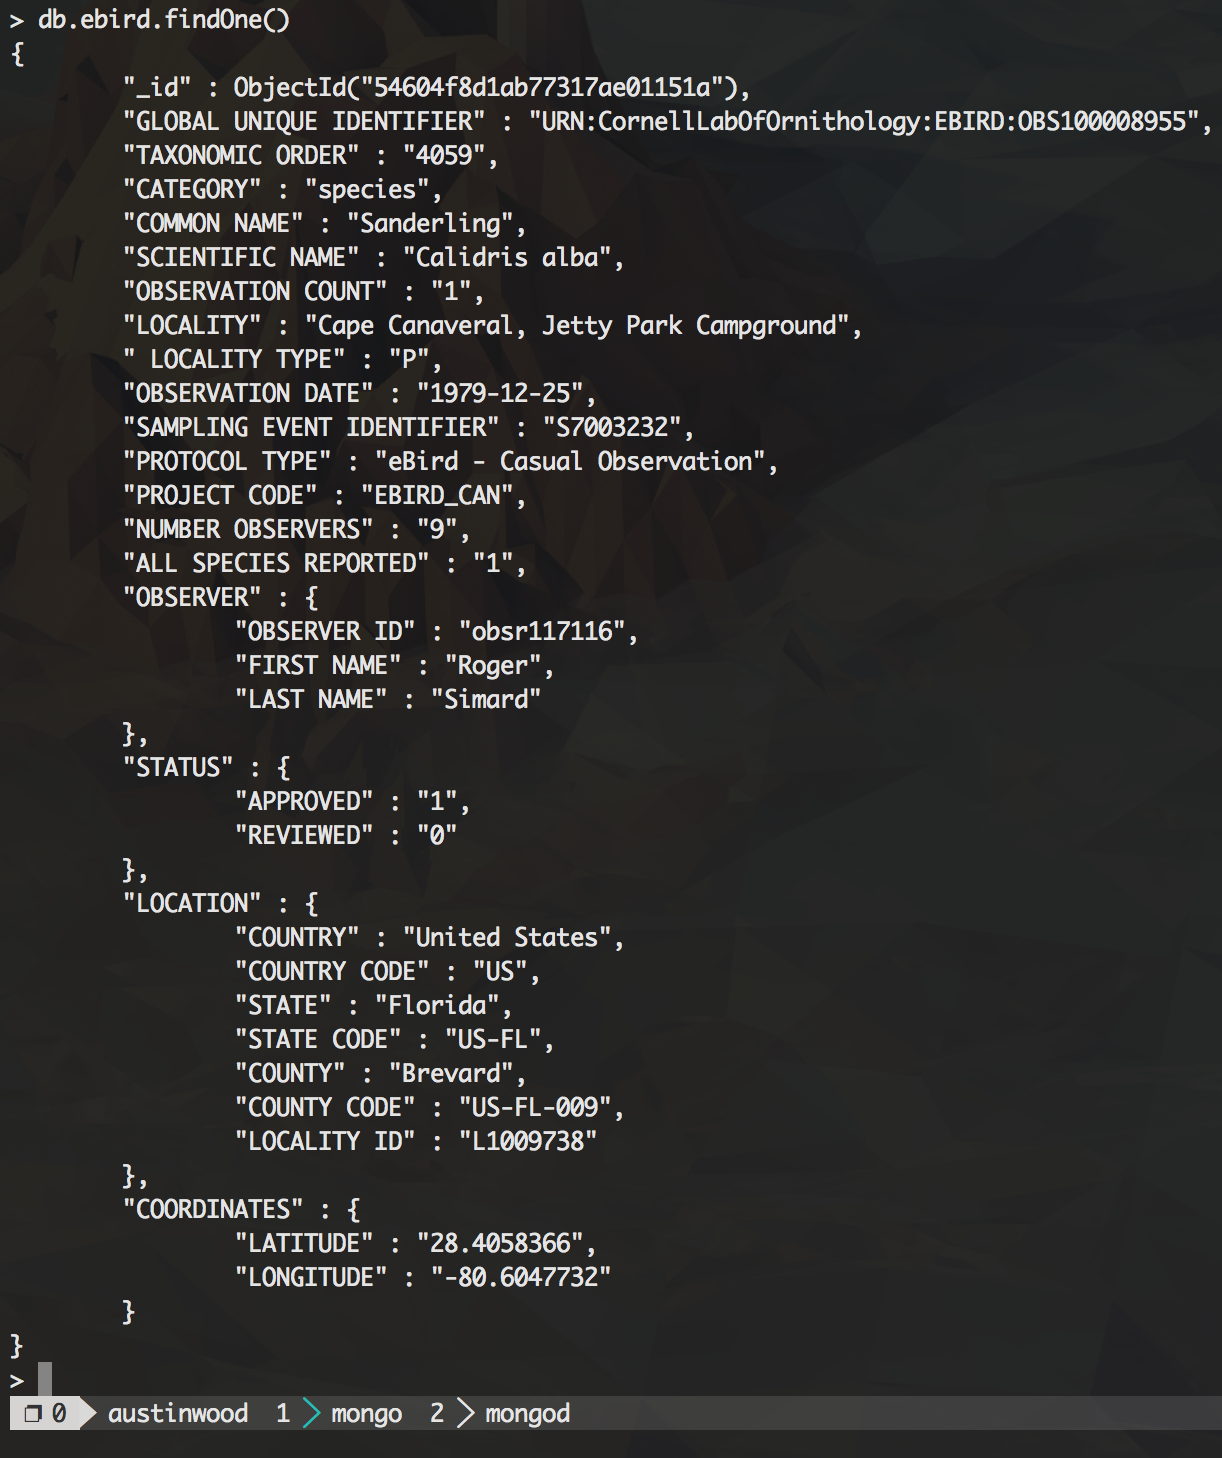 > db.ebird.findOne()
{
"_id" : ObjectId("54604f8d1ab77317ae01151a"),
"GLOBAL UNIQUE IDENTIFIER" : "URN:CornellLabOfOrnithology:EBIRD:OBS100008955",
"TAXONOMIC ORDER" : "4059",
"CATEGORY" : "species",
"COMMON NAME" : "Sanderling",
"SCIENTIFIC NAME" : "Calidris alba",
"OBSERVATION COUNT" : "1",
"LOCALITY" : "Cape Canaveral, Jetty Park Campground",
" LOCALITY TYPE" : "P",
"OBSERVATION DATE" : "1979-12-25",
"SAMPLING EVENT IDENTIFIER" : "S7003232",
"PROTOCOL TYPE" : "eBird - Casual Observation",
"PROJECT CODE" : "EBIRD_CAN",
"NUMBER OBSERVERS" : "9",
"ALL SPECIES REPORTED" : "1",
"OBSERVER" : {
"OBSERVER ID" : "obsr117116",
"FIRST NAME" : "Roger",
"LAST NAME" : "Simard"
},
"STATUS" : {
"APPROVED" : "1",
"REVIEWED" : "0"
},
"LOCATION" : {
"COUNTRY" : "United States",
"COUNTRY CODE" : "US",
"STATE" : "Florida",
"STATE CODE" : "US-FL",
"COUNTY" : "Brevard",
"COUNTY CODE" : "US-FL-009",
"LOCALITY ID" : "L1009738"
},
"COORDINATES" : {
"LATITUDE" : "28.4058366",
"LONGITUDE" : "-80.6047732"
}
}
>
❐ 0 austinwood 1 mongo 2 mongod